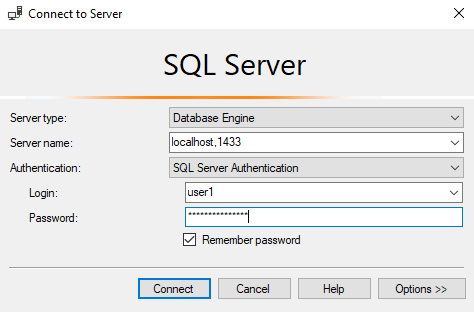 Connect to Server
SQL Server
Server type: Database Engine
Server name: localhost,1433
Authentication: SQL Server Authentication
Login: user1
Password: ***************
Remember password
Connect Cancel Help Options >>